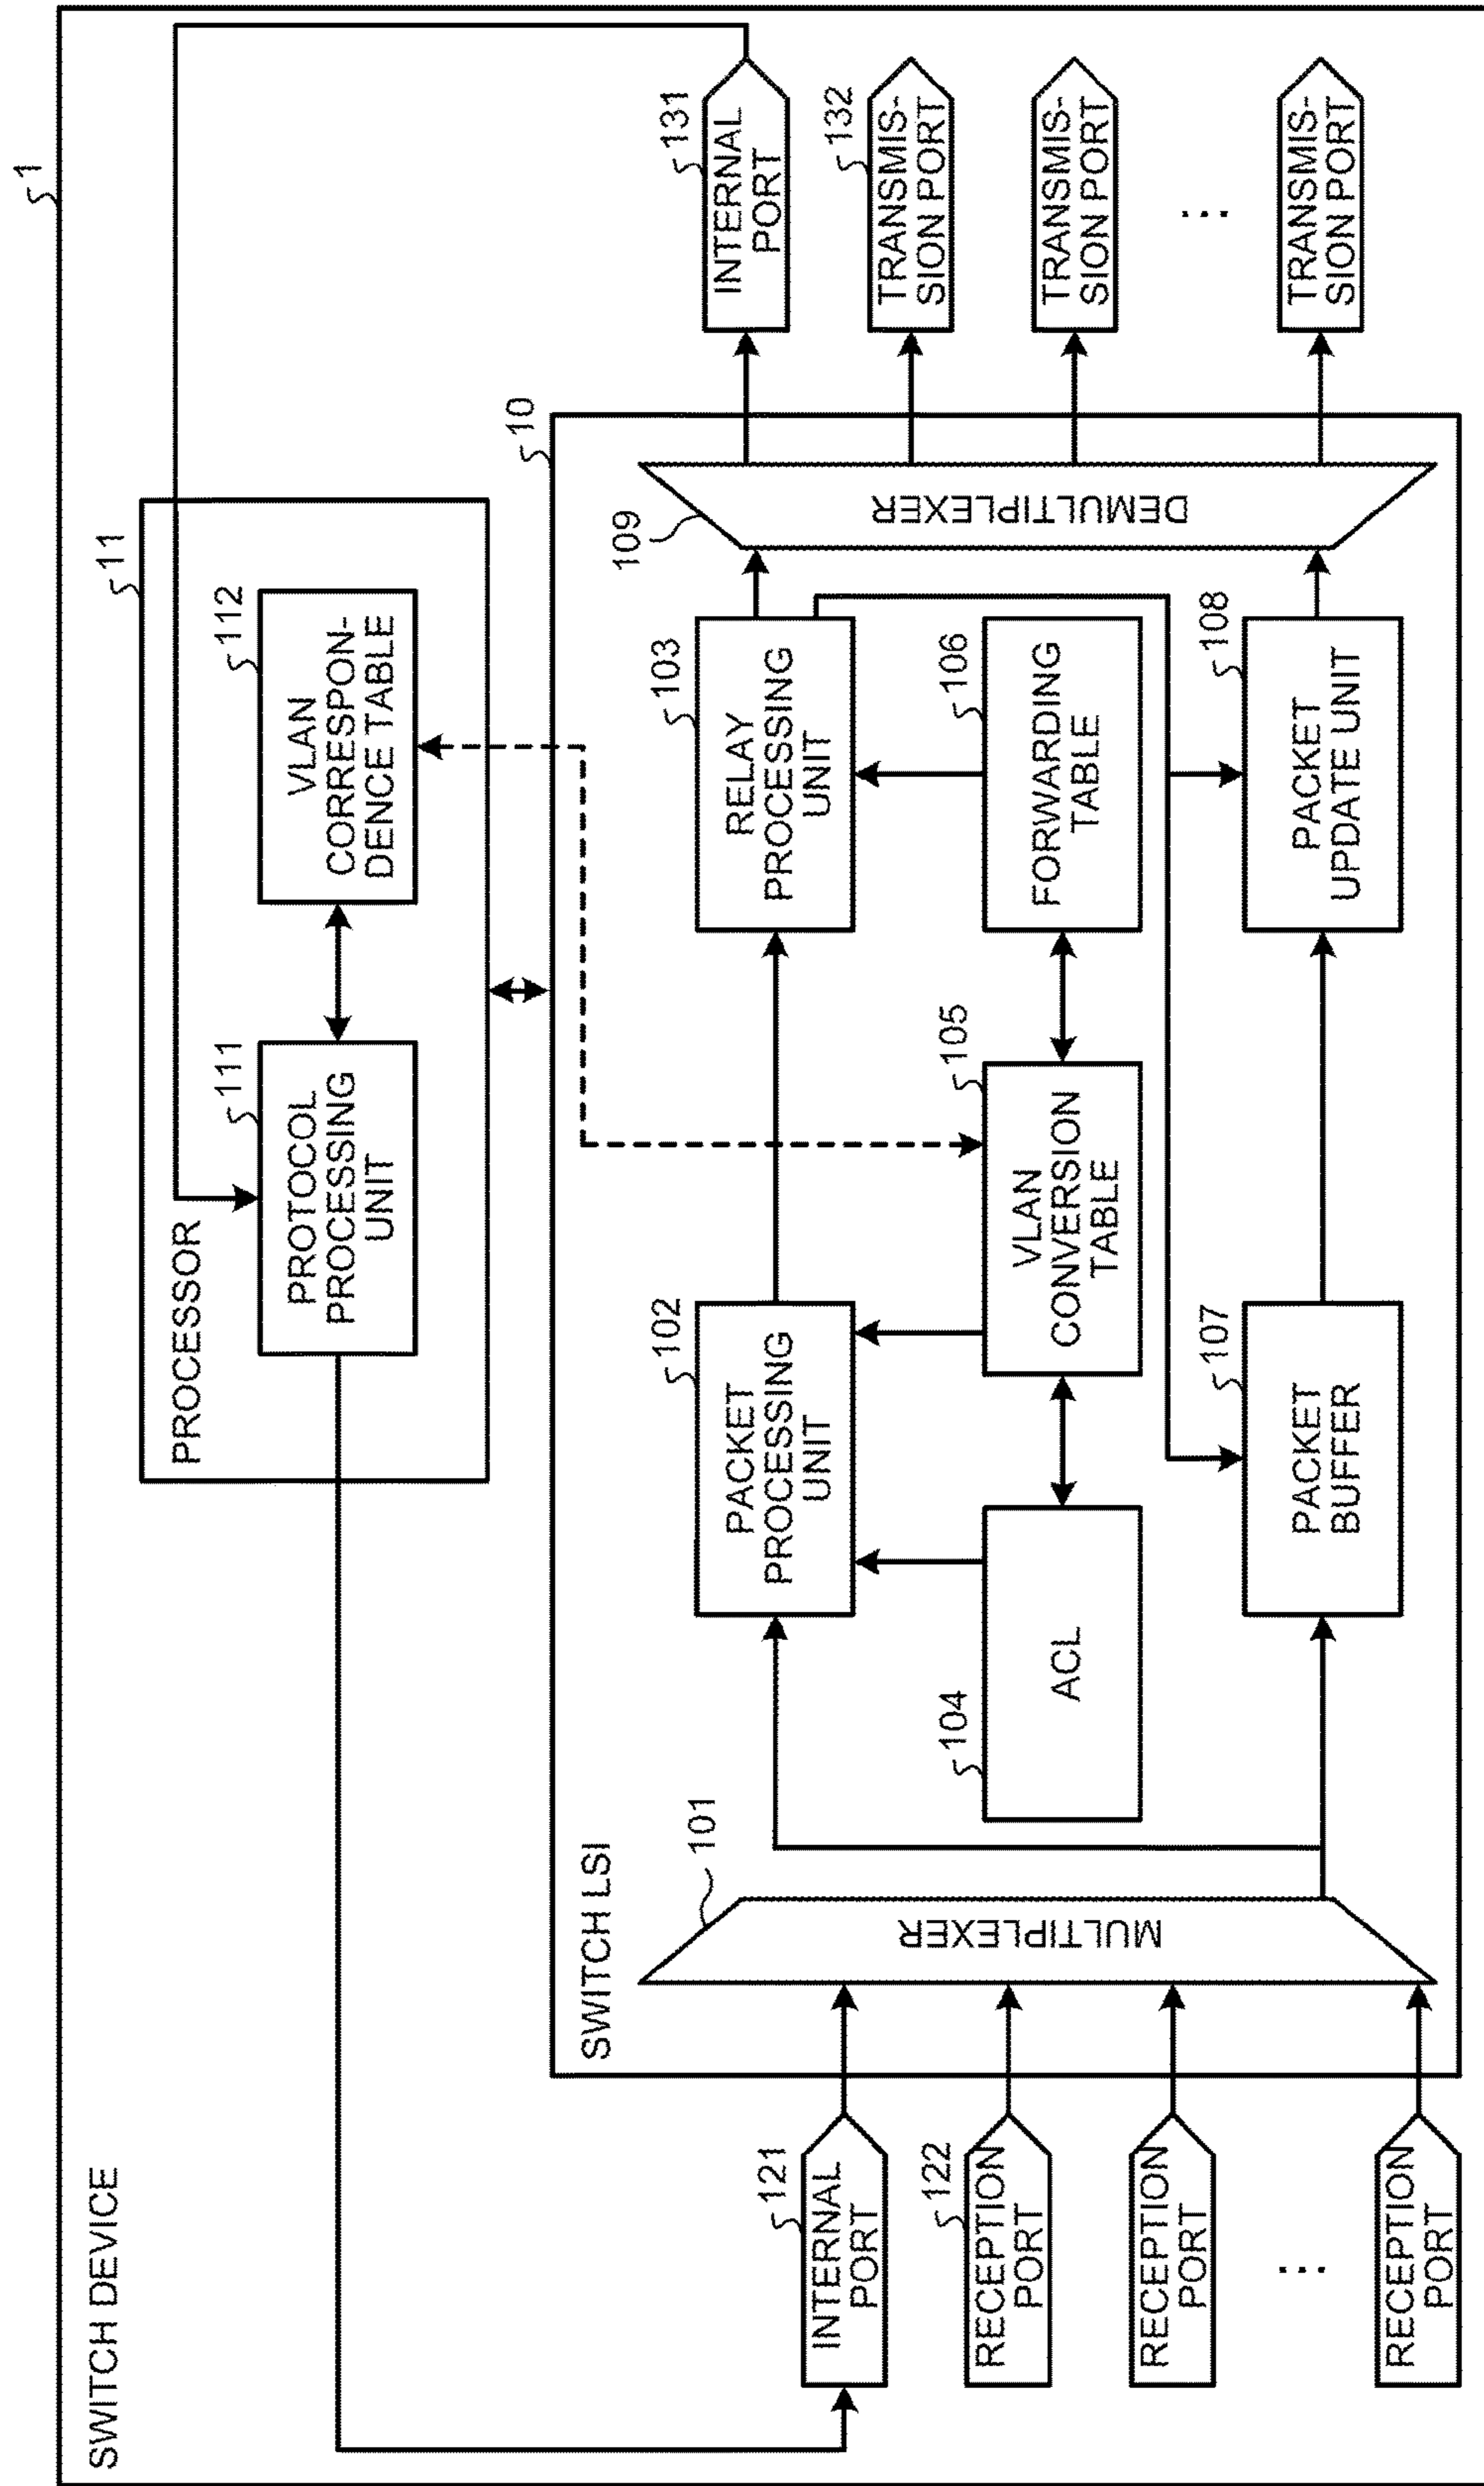 1
SWITCH DEVICE
11
PROCESSOR
111
PROTOCOL
PROCESSING
UNIT
112
VLAN
CORRESPON-
DENCE TABLE
10
SWITCH LSI
121
INTERNAL
PORT
122
RECEPTION
PORT
RECEPTION
PORT
...
RECEPTION
PORT
101
MULTIPLEXER
102
PACKET
PROCESSING
UNIT
103
RELAY
PROCESSING
UNIT
104
ACL
105
VLAN
CONVERSION
TABLE
106
FORWARDING
TABLE
107
PACKET
BUFFER
108
PACKET
UPDATE UNIT
109
DEMULTIPLEXER
131
INTERNAL
PORT
132
TRANSMIS-
SION PORT
TRANSMIS-
SION PORT
...
TRANSMIS-
SION PORT